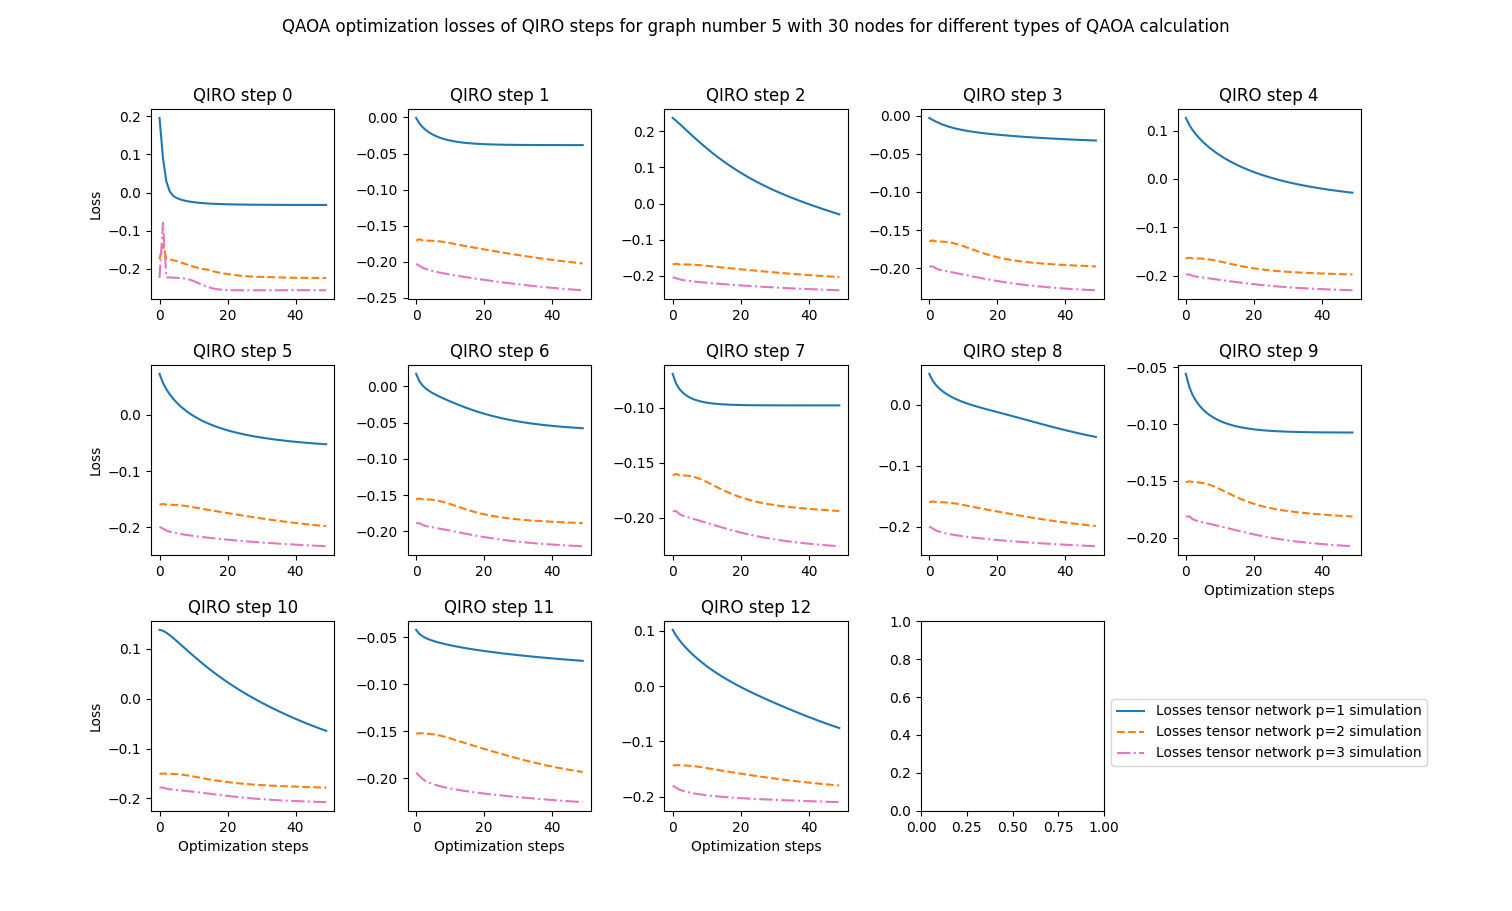 QAOA optimization losses of QIRO steps for graph number 5 with 30 nodes for different types of QAOA calculation
QIRO step 0
QIRO step 1
QIRO step 2
QIRO step 3
QIRO step 4
Loss
0.2
0.1
0.0
−0.1
−0.2
0 20 40
0.00
−0.05
−0.10
−0.15
−0.20
−0.25
0 20 40
0.2
0.1
0.0
−0.1
−0.2
0 20 40
0.00
−0.05
−0.10
−0.15
−0.20
0 20 40
0.1
0.0
−0.1
−0.2
0 20 40
QIRO step 5
QIRO step 6
QIRO step 7
QIRO step 8
QIRO step 9
Loss
0.0
−0.1
−0.2
0 20 40
0.00
−0.05
−0.10
−0.15
−0.20
0 20 40
−0.10
−0.15
−0.20
0 20 40
0.0
−0.1
−0.2
0 20 40
−0.05
−0.10
−0.15
−0.20
0 20 40
Optimization steps
QIRO step 10
QIRO step 11
QIRO step 12
Loss
0.1
0.0
−0.1
−0.2
0 20 40
Optimization steps
−0.05
−0.10
−0.15
−0.20
0 20 40
Optimization steps
0.1
0.0
−0.1
−0.2
0 20 40
Optimization steps
1.0
0.8
0.6
0.4
0.2
0.0
0.00 0.25 0.50 0.75 1.00
Losses tensor network p=1 simulation
Losses tensor network p=2 simulation
Losses tensor network p=3 simulation